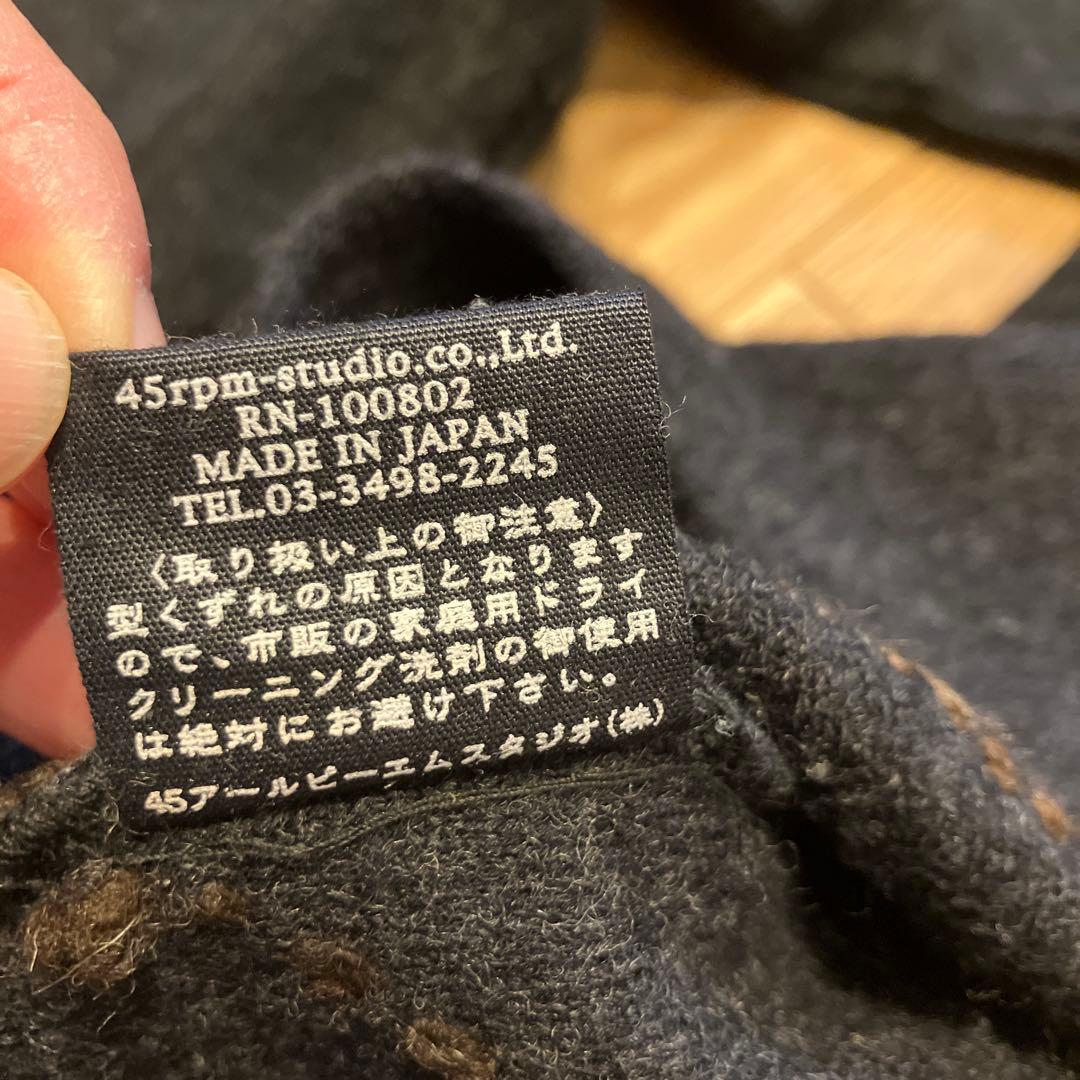 45rpm-studio.co.,Ltd.
RN-100802
MADE IN JAPAN
TEL.03-3498-2245
〈取り扱い上の御注意〉
型くずれの原因となります
ので、市販の家庭用ドライ
クリーニング洗剤の御使用
は絶対にお避け下さい。
45アールピーエムスタジオ(株)